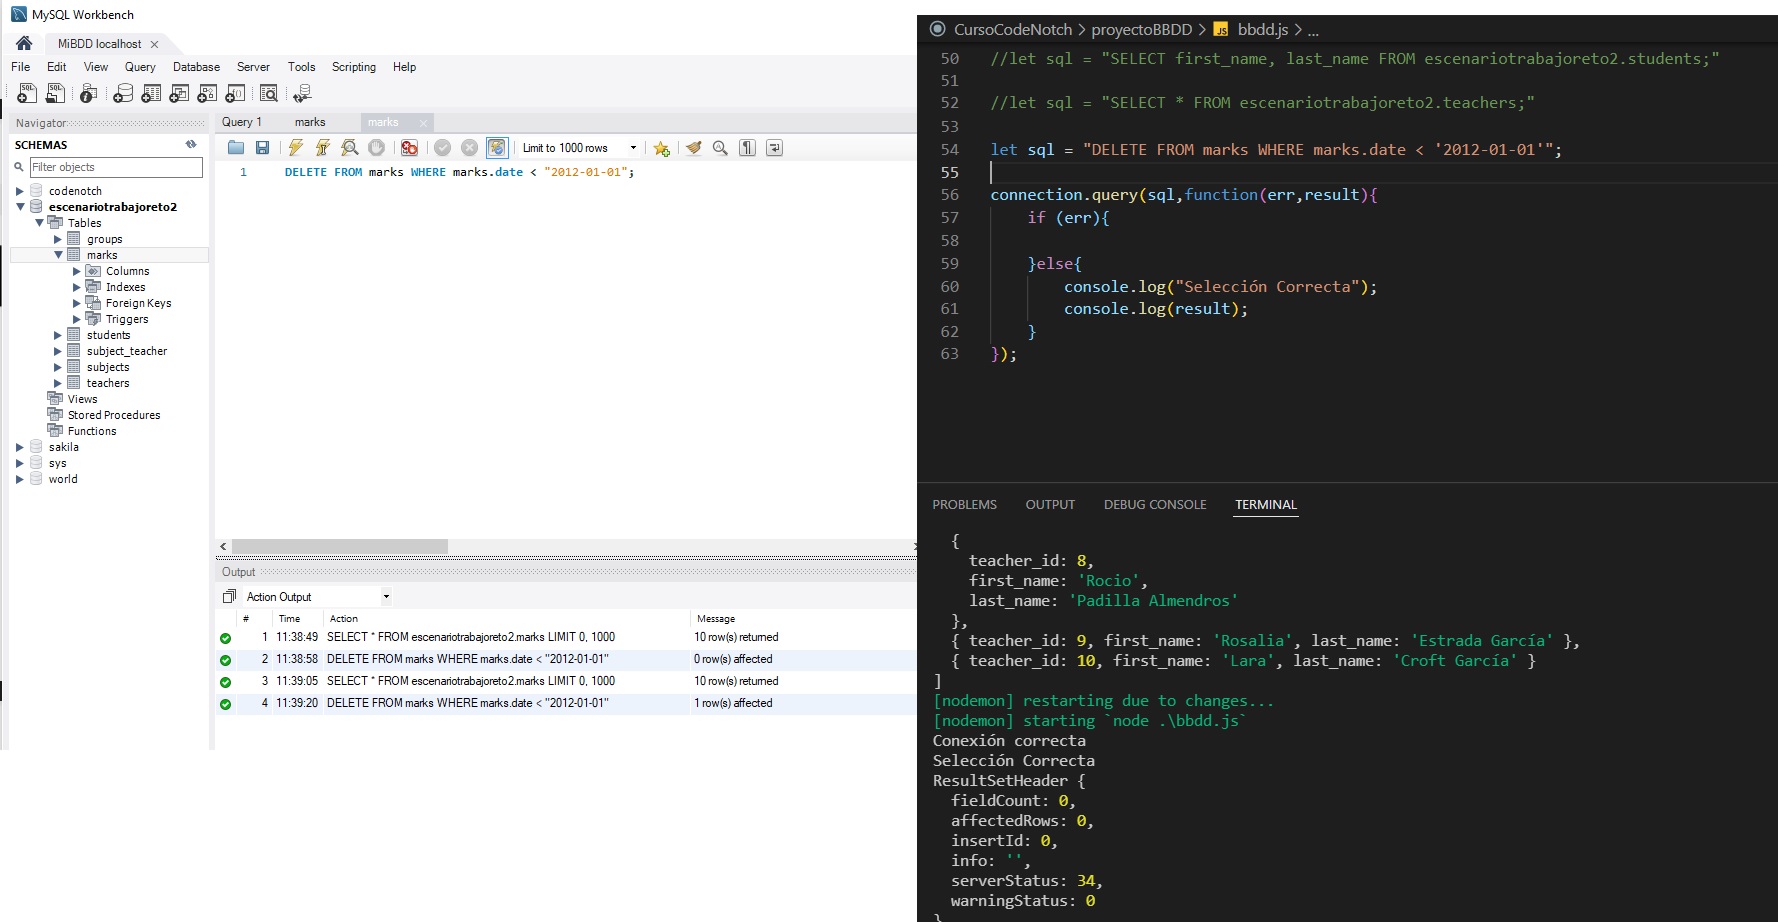 MySQL Workbench
MiBDD localhost
File Edit View Query Database Server Tools Scripting Help
Navigator
SCHEMAS
Filter objects
codenotch
escenariotrabajoreto2
Tables
groups
marks
Columns
Indexes
Foreign Keys
Triggers
students
subject_teacher
subjects
teachers
Views
Stored Procedures
Functions
sakila
sys
world
Query 1 marks marks
Limit to 1000 rows
1 DELETE FROM marks WHERE marks.date < "2012-01-01";
Output
Action Output
# Time Action Message
1 11:38:49 SELECT * FROM escenariotrabajoreto2.marks LIMIT 0, 1000 10 row(s) returned
2 11:38:58 DELETE FROM marks WHERE marks.date < "2012-01-01" 0 row(s) affected
3 11:39:05 SELECT * FROM escenariotrabajoreto2.marks LIMIT 0, 1000 10 row(s) returned
4 11:39:20 DELETE FROM marks WHERE marks.date < "2012-01-01" 1 row(s) affected
CursoCodeNotch > proyectoBBDD > JS bbdd.js > ...
50 //let sql = "SELECT first_name, last_name FROM escenariotrabajoreto2.students;"
51
52 //let sql = "SELECT * FROM escenariotrabajoreto2.teachers;"
53
54 let sql = "DELETE FROM marks WHERE marks.date < '2012-01-01'";
55
56 connection.query(sql,function(err,result){
57 if (err){
58
59 }else{
60 console.log("Selección Correcta");
61 console.log(result);
62 }
63 });
PROBLEMS OUTPUT DEBUG CONSOLE TERMINAL
{
teacher_id: 8,
first_name: 'Rocio',
last_name: 'Padilla Almendros'
},
{ teacher_id: 9, first_name: 'Rosalia', last_name: 'Estrada García' },
{ teacher_id: 10, first_name: 'Lara', last_name: 'Croft García' }
]
[nodemon] restarting due to changes...
[nodemon] starting `node .\bbdd.js`
Conexión correcta
Selección Correcta
ResultSetHeader {
fieldCount: 0,
affectedRows: 0,
insertId: 0,
info: '',
serverStatus: 34,
warningStatus: 0
}